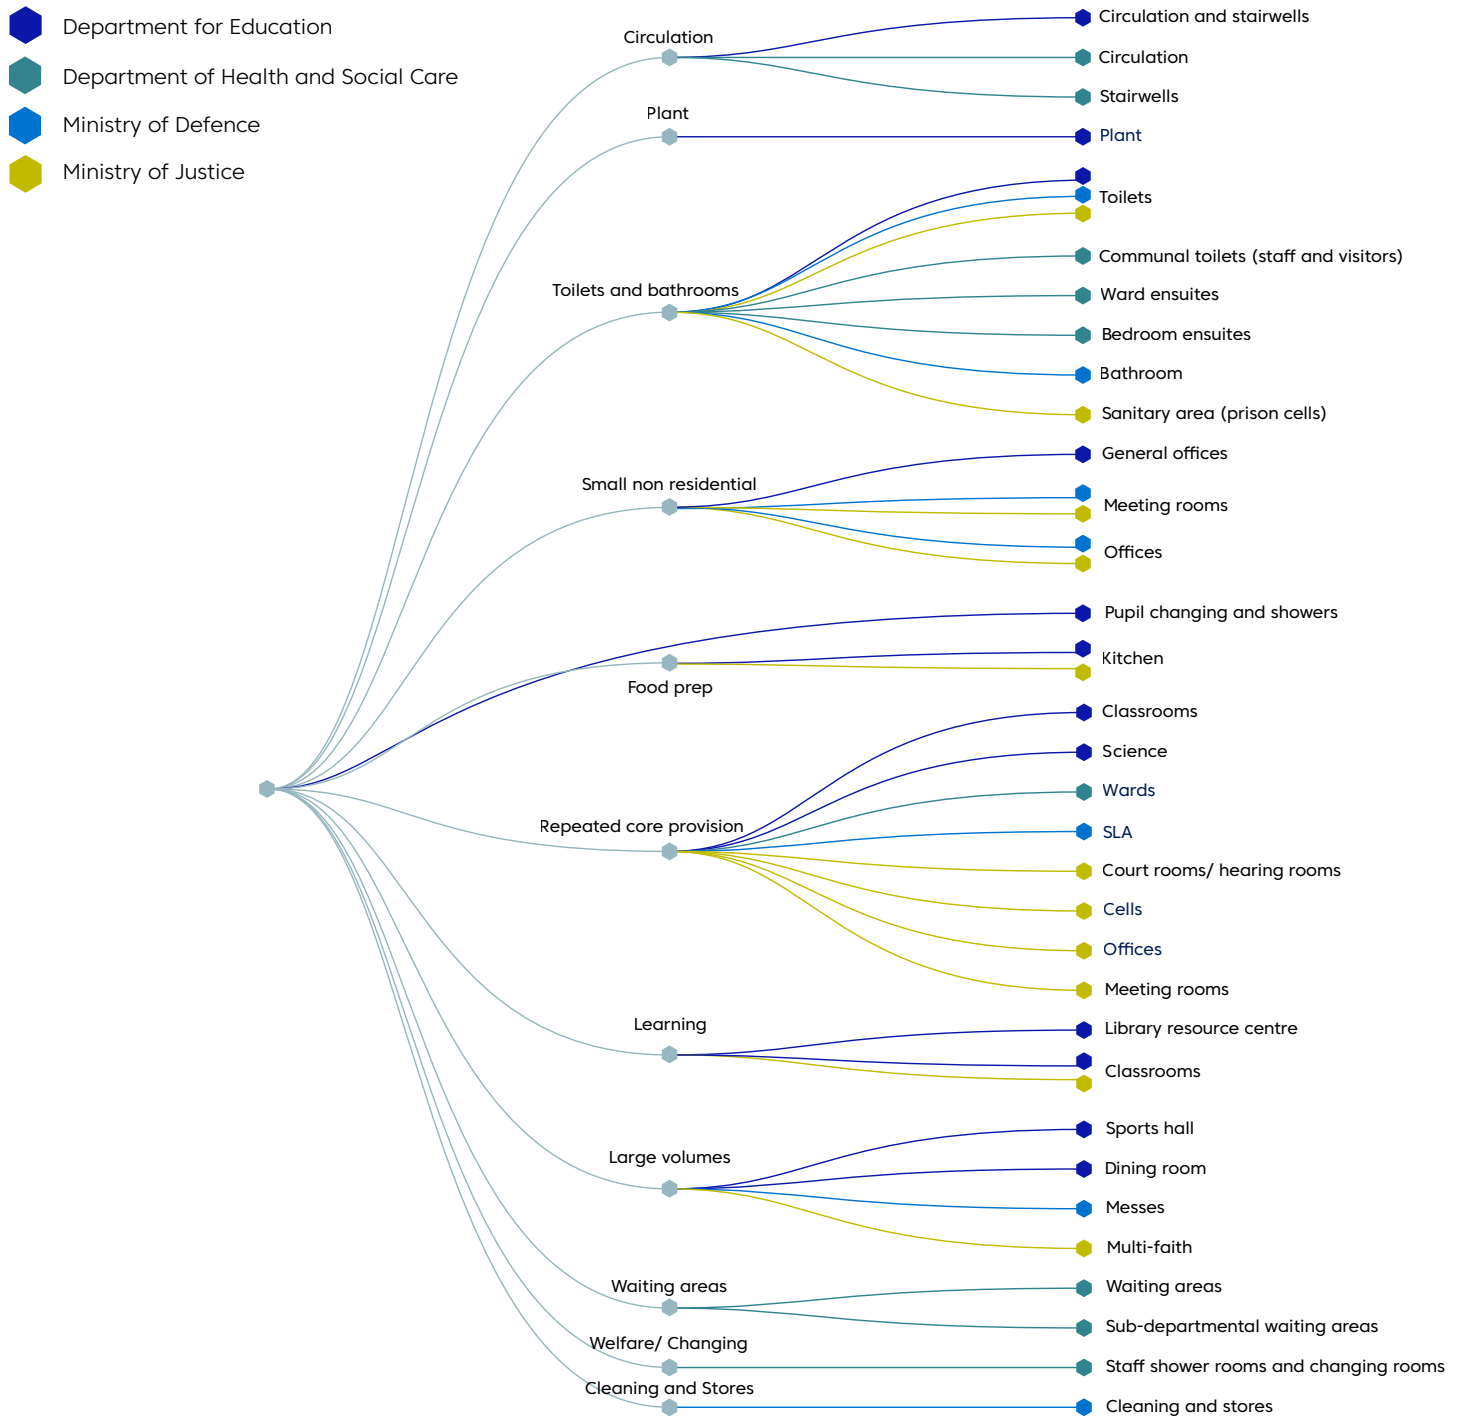 Department for Education
Department of Health and Social Care
Ministry of Defence
Ministry of Justice
Circulation
Circulation and stairwells
Circulation
Stairwells
Plant
Plant
Toilets and bathrooms
Toilets
Communal toilets (staff and visitors)
Ward ensuites
Bedroom ensuites
Bathroom
Sanitary area (prison cells)
Small non residential
General offices
Meeting rooms
Offices
Pupil changing and showers
Food prep
Kitchen
Repeated core provision
Classrooms
Science
Wards
SLA
Court rooms/ hearing rooms
Cells
Offices
Meeting rooms
Learning
Library resource centre
Classrooms
Large volumes
Sports hall
Dining room
Messes
Multi-faith
Waiting areas
Waiting areas
Sub-departmental waiting areas
Welfare/ Changing
Staff shower rooms and changing rooms
Cleaning and Stores
Cleaning and stores